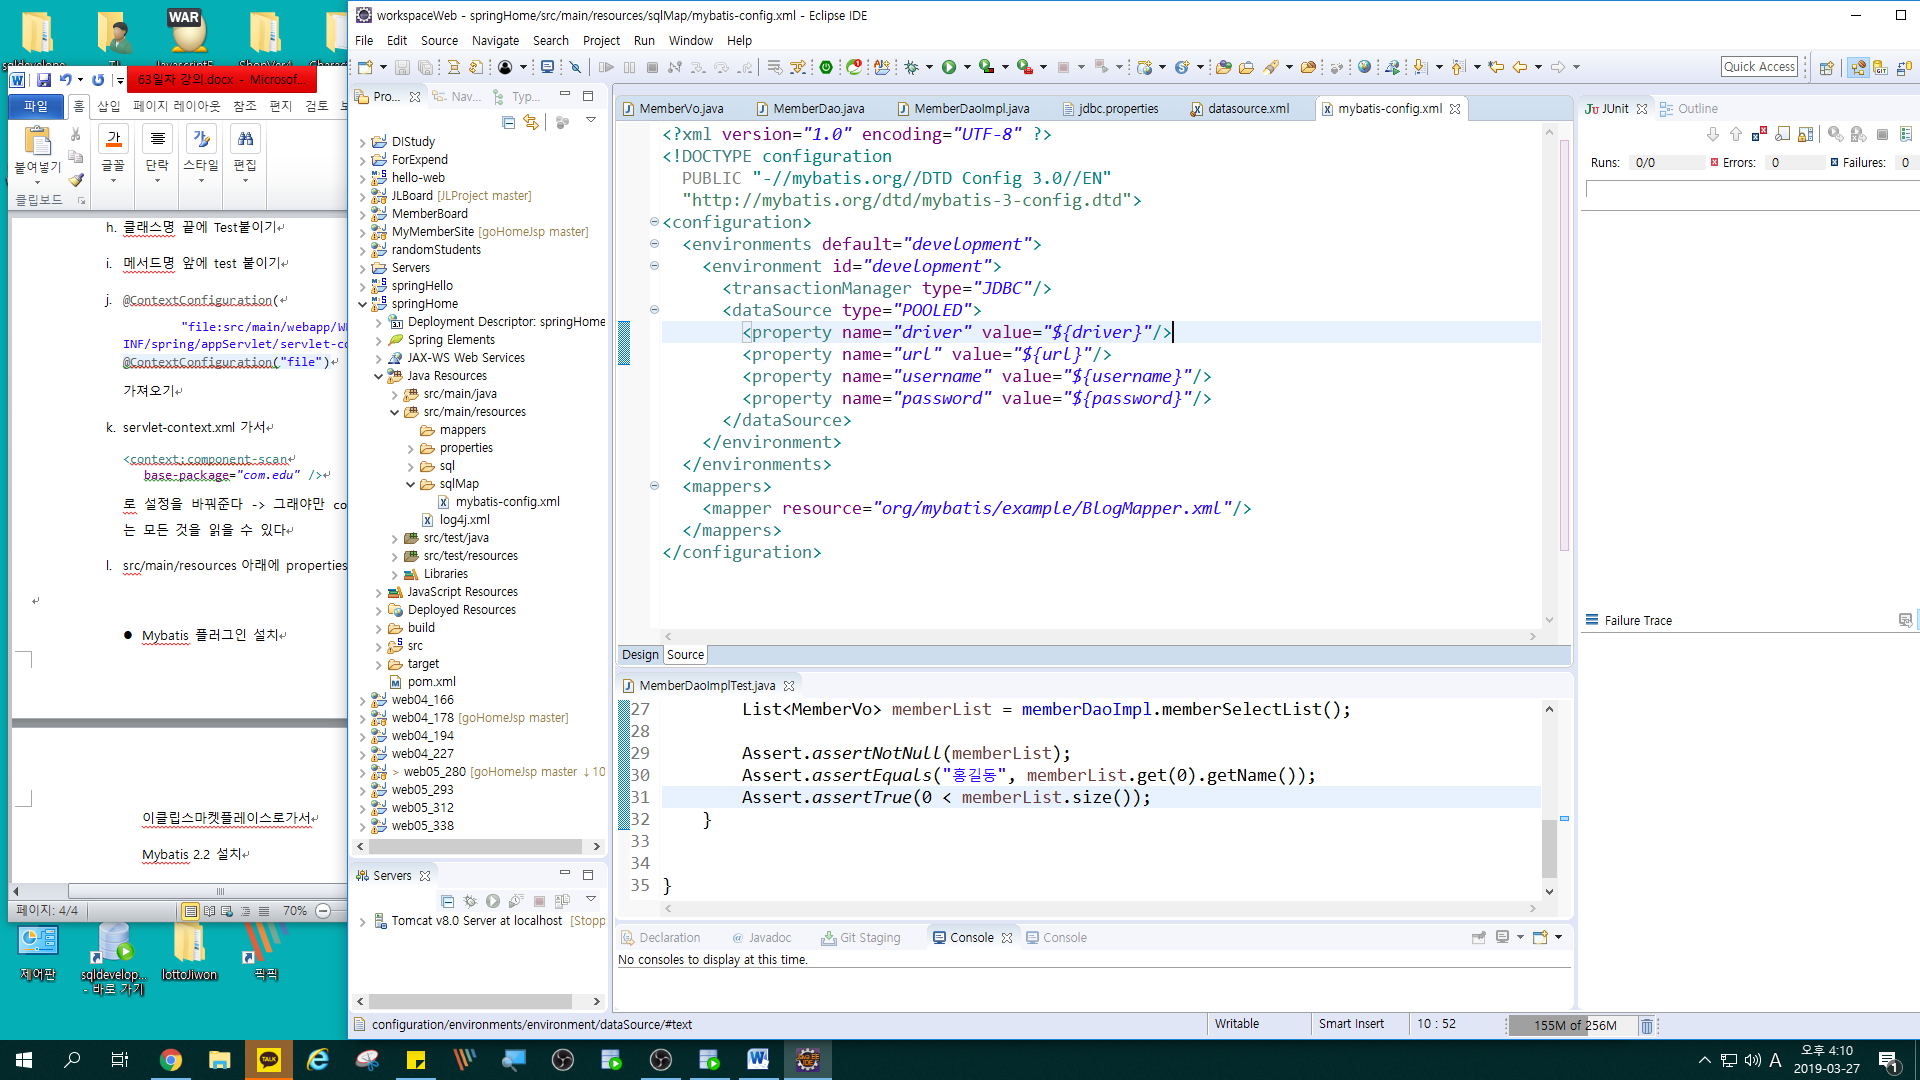 workspaceWeb - springHome/src/main/resources/sqlMap/mybatis-config.xml - Eclipse IDE
File Edit Source Navigate Search Project Run Window Help
Quick Access
WAR
63일차 강의.docx - Microsof...
파일 홈 삽입 페이지 레이아웃 참조 편지 검토
붙여넣기 글꼴 단락 스타일 편집
클립보드
h. 클래스명 끝에 Test붙이기
i. 메서드명 앞에 test 붙이기
j. @ContextConfiguration(
"file:src/main/webapp/W
INF/spring/appServlet/servlet-co
@ContextConfiguration("file")
가져오기
k. servlet-context.xml 가서
<context:component-scan
base-package="com.edu" />
로 설정을 바꿔준다 -> 그래야만 co
는 모든 것을 읽을 수 있다
l. src/main/resources 아래에 properties
● Mybatis 플러그인 설치
이클립스마켓플레이스로가서
Mybatis 2.2 설치
페이지: 4/4 70%
제어판
sqldevelop... - 바로 가기
lottoJiwon
픽픽
Pro... Nav... Typ...
DIStudy
ForExpend
hello-web
JLBoard [JLProject master]
MemberBoard
MyMemberSite [goHomeJsp master]
randomStudents
Servers
springHello
springHome
Deployment Descriptor: springHome
Spring Elements
JAX-WS Web Services
Java Resources
src/main/java
src/main/resources
mappers
properties
sql
sqlMap
mybatis-config.xml
log4j.xml
src/test/java
src/test/resources
Libraries
JavaScript Resources
Deployed Resources
build
src
target
pom.xml
web04_166
web04_178 [goHomeJsp master]
web04_194
web04_227
> web05_280 [goHomeJsp master ↓10
web05_293
web05_312
web05_338
Servers
Tomcat v8.0 Server at localhost [Stopp
MemberVo.java MemberDao.java MemberDaoImpl.java jdbc.properties datasource.xml mybatis-config.xml
<?xml version="1.0" encoding="UTF-8" ?>
<!DOCTYPE configuration
PUBLIC "-//mybatis.org//DTD Config 3.0//EN"
"http://mybatis.org/dtd/mybatis-3-config.dtd">
<configuration>
<environments default="development">
<environment id="development">
<transactionManager type="JDBC"/>
<dataSource type="POOLED">
<property name="driver" value="${driver}"/>
<property name="url" value="${url}"/>
<property name="username" value="${username}"/>
<property name="password" value="${password}"/>
</dataSource>
</environment>
</environments>
<mappers>
<mapper resource="org/mybatis/example/BlogMapper.xml"/>
</mappers>
</configuration>
Design Source
MemberDaoImplTest.java
27 List<MemberVo> memberList = memberDaoImpl.memberSelectList();
28
29 Assert.assertNotNull(memberList);
30 Assert.assertEquals("홍길동", memberList.get(0).getName());
31 Assert.assertTrue(0 < memberList.size());
32 }
33
34
35 }
Declaration Javadoc Git Staging Console Console
No consoles to display at this time.
JUnit Outline
Runs: 0/0 Errors: 0 Failures: 0
Failure Trace
configuration/environments/environment/dataSource/#text Writable Smart Insert 10 : 52 155M of 256M
TALK
A 오후 4:10
2019-03-27
1